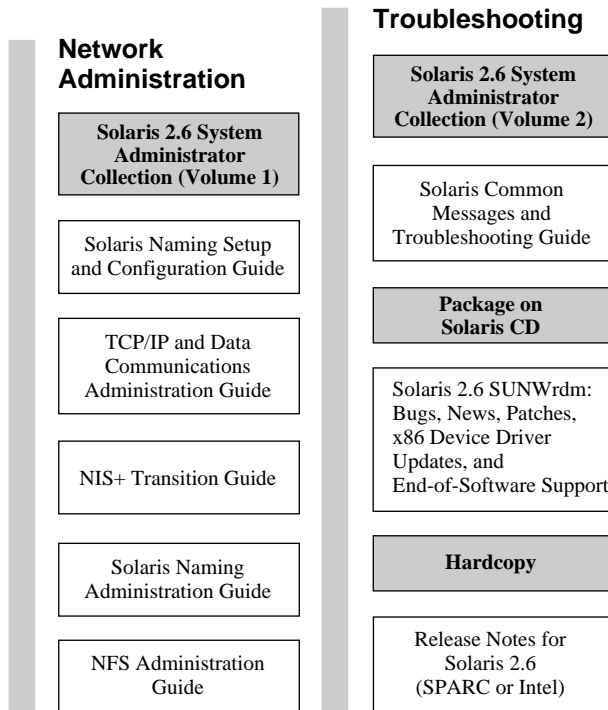 Network
Administration
Solaris 2.6 System
Administrator
Collection (Volume 1)
Solaris Naming Setup
and Configuration Guide
TCP/IP and Data
Communications
Administration Guide
NIS+ Transition Guide
Solaris Naming
Administration Guide
NFS Administration
Guide
Troubleshooting
Solaris 2.6 System
Administrator
Collection (Volume 2)
Solaris Common
Messages and
Troubleshooting Guide
Package on
Solaris CD
Solaris 2.6 SUNWrdm:
Bugs, News, Patches,
x86 Device Driver
Updates, and
End-of-Software Support
Hardcopy
Release Notes for
Solaris 2.6
(SPARC or Intel)